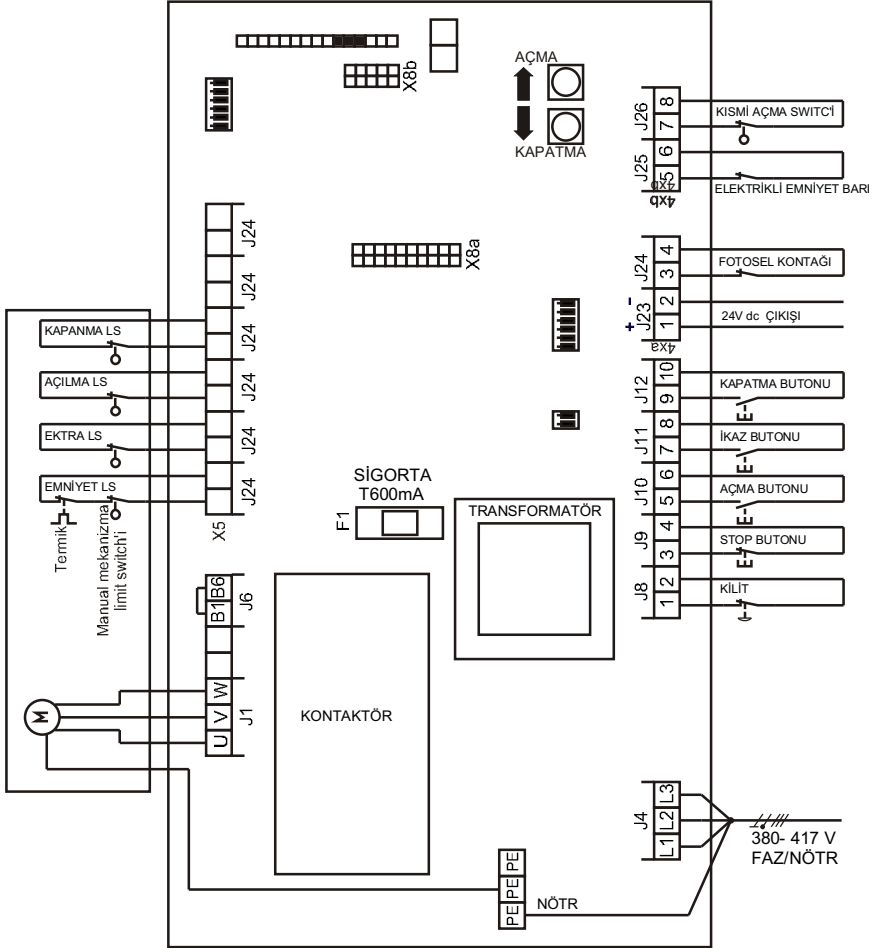 X8b
AÇMA
KAPATMA
J26
8
7
KISMİ AÇMA SWITC'İ
J25
6
5
4xb
4xb
ELEKTRİKLİ EMNİYET BARI
J24
J24
J24
J24
J24
J24
X5
X8a
J24
4
3
FOTOSEL KONTAĞI
J23
2
1
-
+
24V dc ÇIKIŞI
4xa
KAPANMA LS
AÇILMA LS
EKTRA LS
EMNİYET LS
Termik
Manual mekanizma
limit switch'i
J12
10
9
KAPATMA BUTONU
J11
8
7
İKAZ BUTONU
J10
6
5
AÇMA BUTONU
J9
4
3
STOP BUTONU
J8
2
1
KİLİT
SİGORTA
T600mA
F1
TRANSFORMATÖR
B1 B6
J6
KONTAKTÖR
M
U V W
J1
J4
L1 L2 L3
380- 417 V
FAZ/NÖTR
PE PE PE
NÖTR